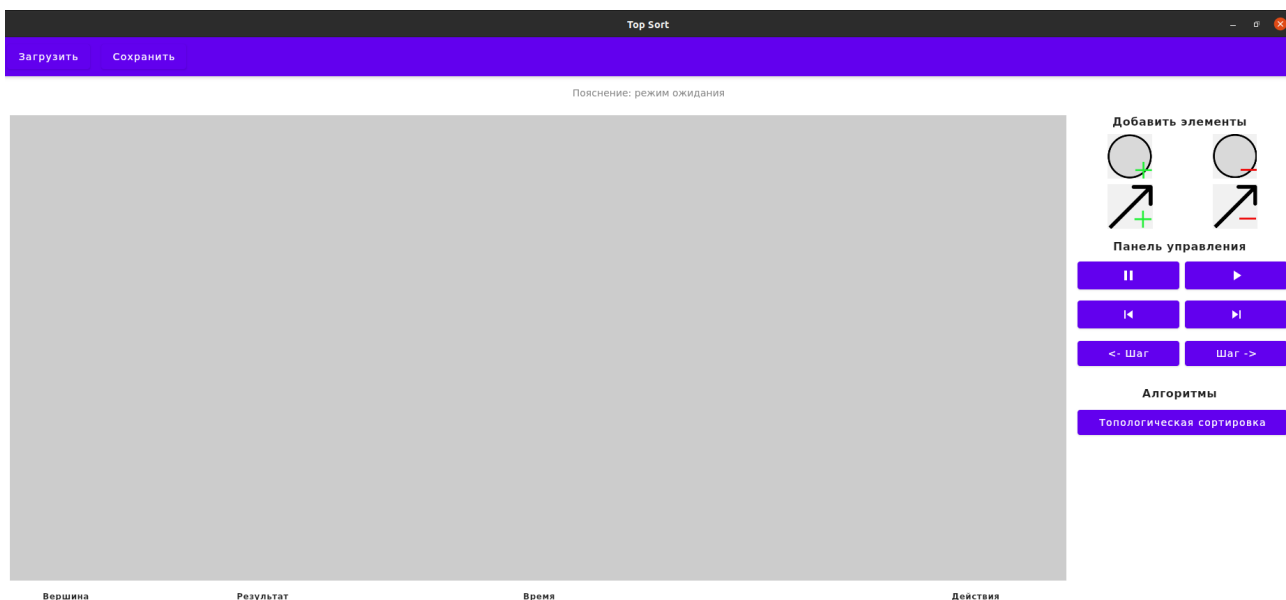 Top Sort
Загрузить Сохранить
Пояснение: режим ожидания
Добавить элементы
Панель управления
<- Шаг Шаг ->
Алгоритмы
Топологическая сортировка
Вершина Результат Время Действия